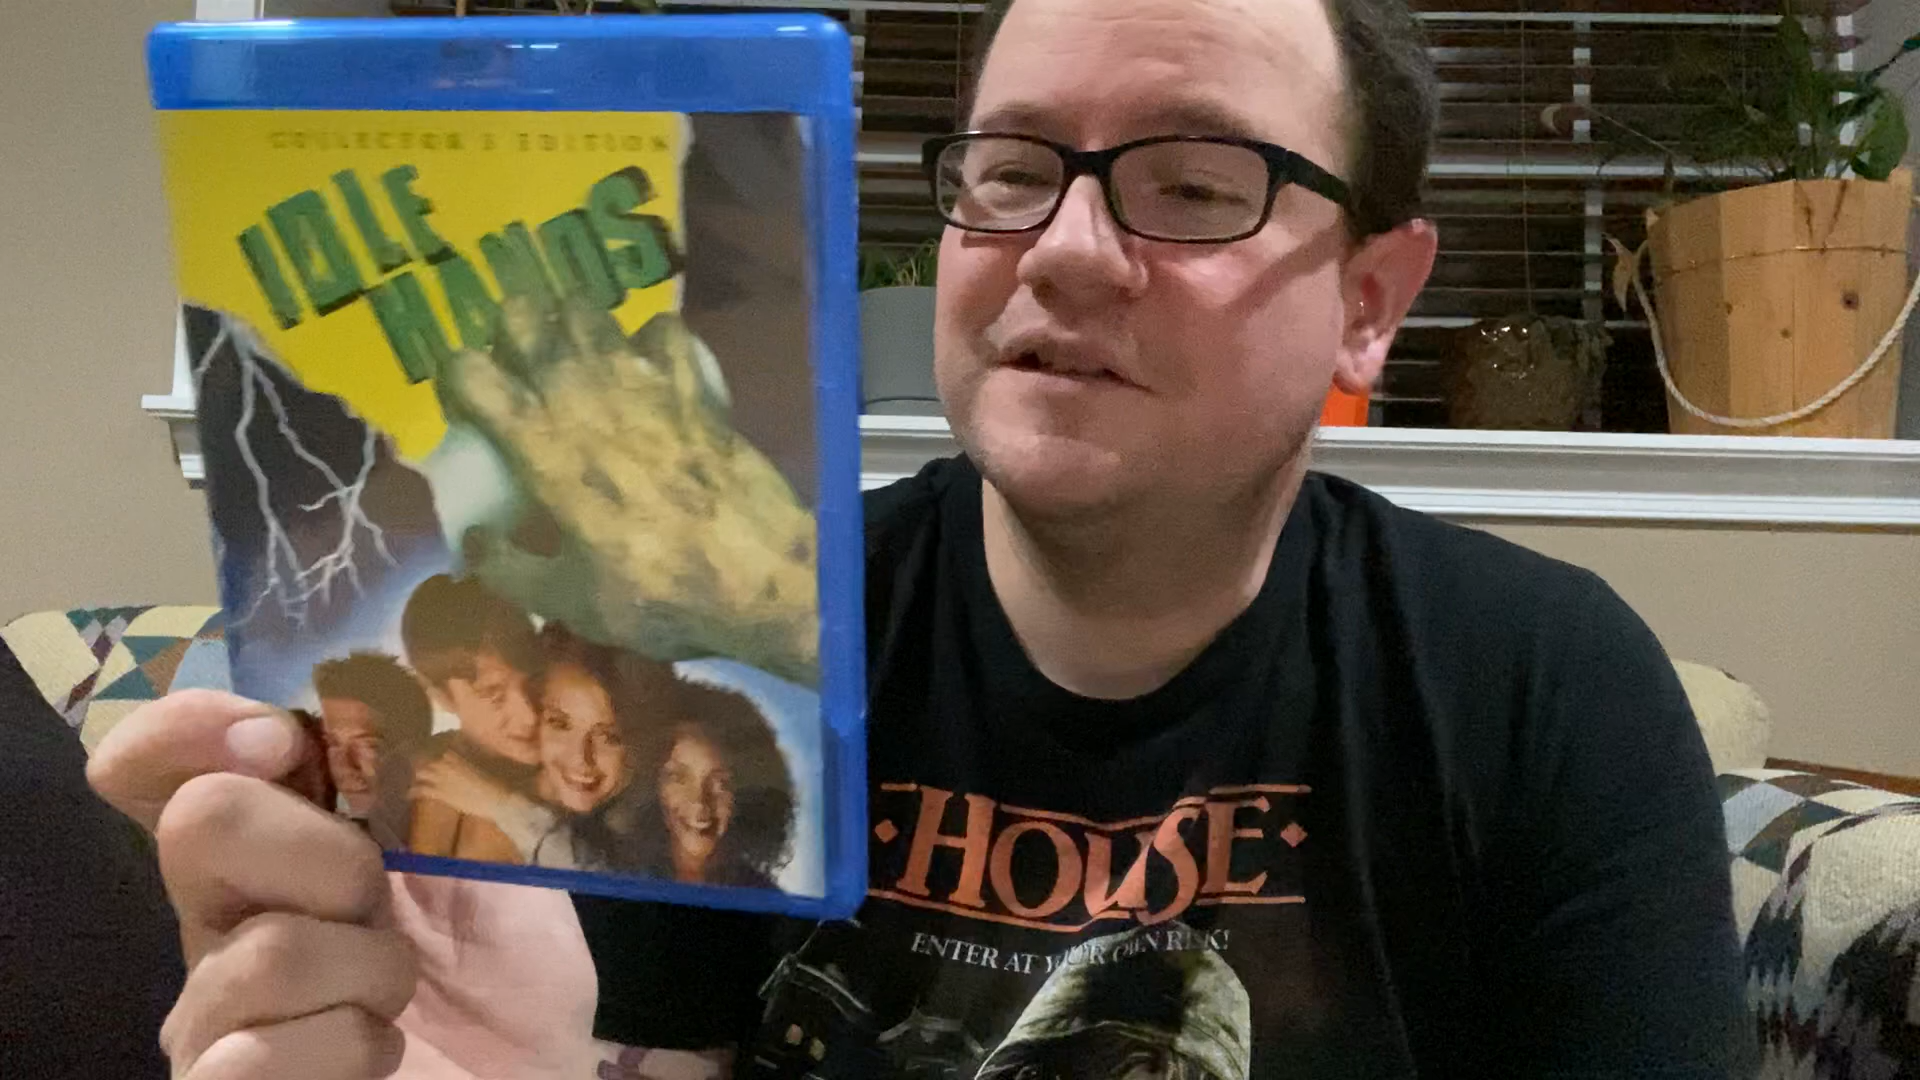 COLLECTOR'S EDITION
IDLE
HANDS
HOUSE
ENTER AT YOUR OWN RISK!